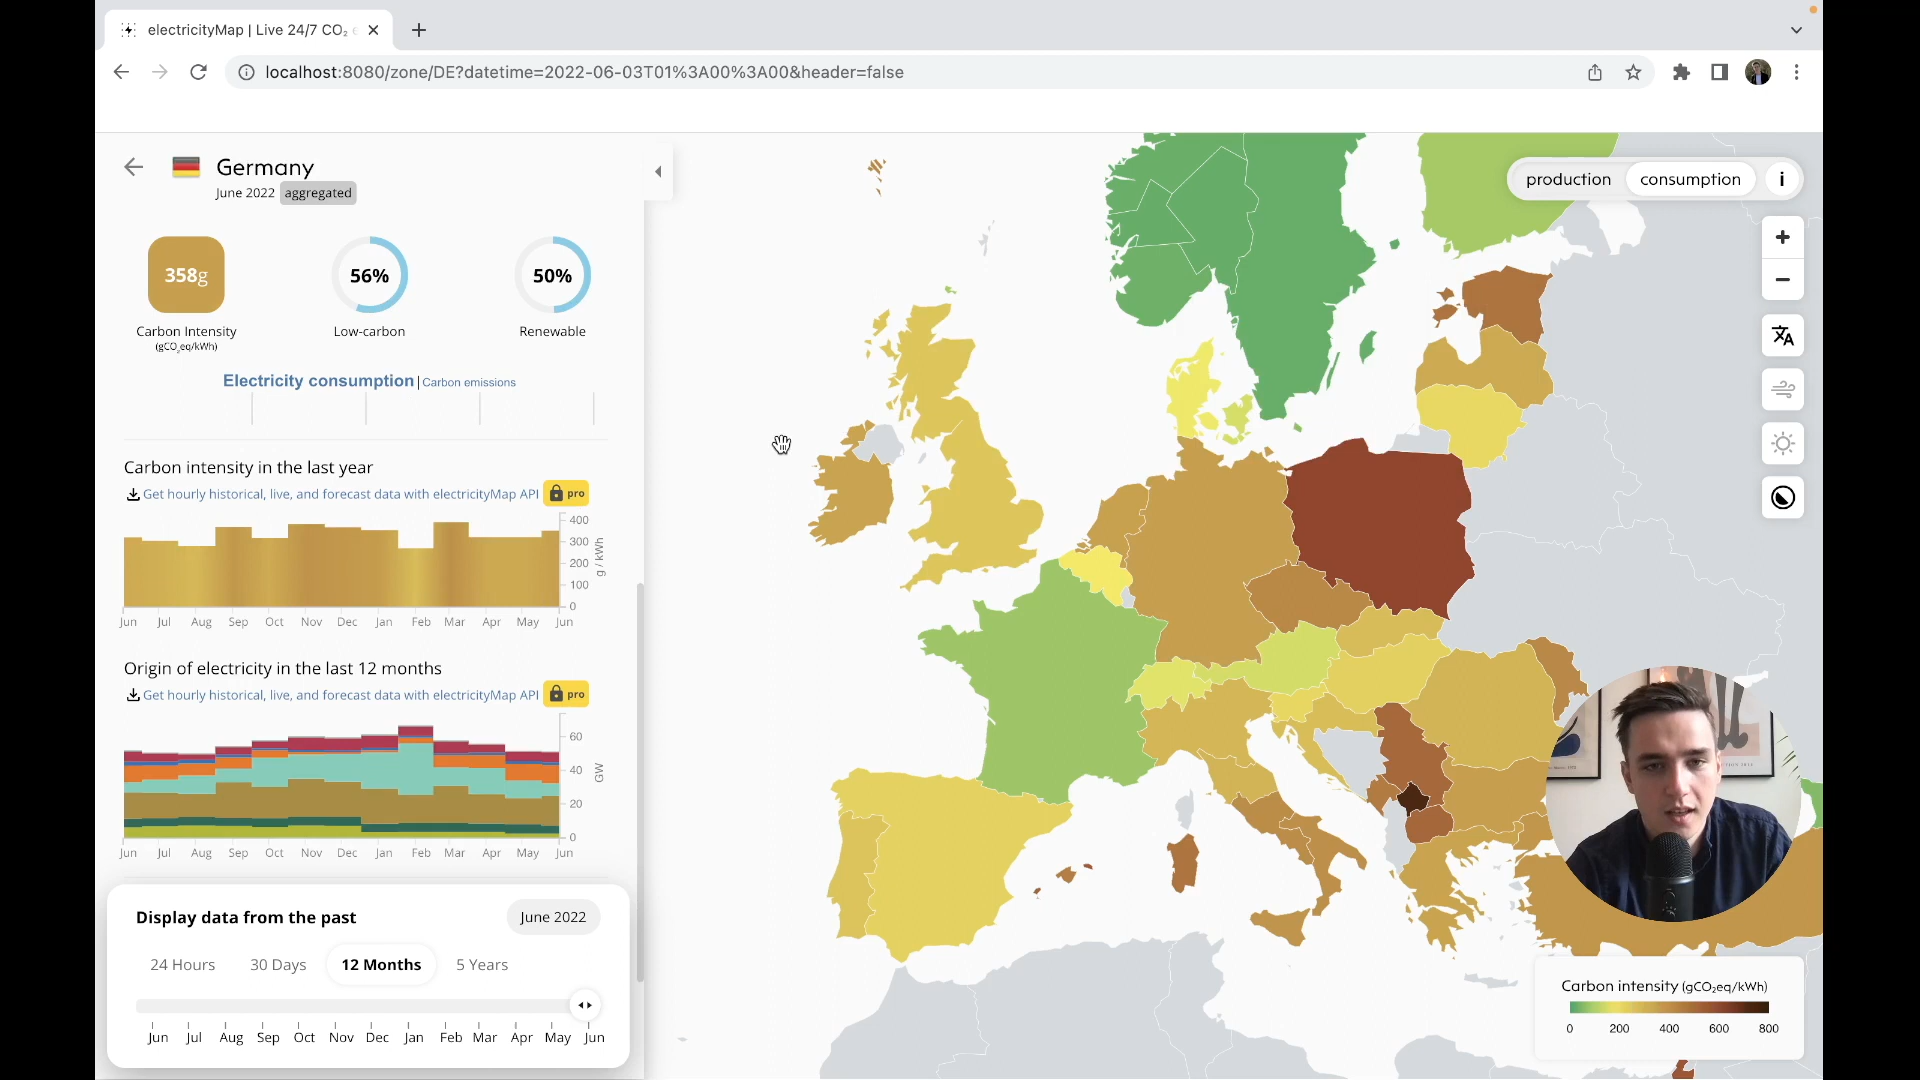 electricityMap | Live 24/7 CO₂
localhost:8080/zone/DE?datetime=2022-06-03T01%3A00%3A00&header=false
Germany
June 2022 aggregated
358g
56%
50%
Carbon Intensity
(gCO₂eq/kWh)
Low-carbon
Renewable
Electricity consumption | Carbon emissions
Carbon intensity in the last year
Get hourly historical, live, and forecast data with electricityMap API pro
400
300
200
100
0
g / kWh
Jun Jul Aug Sep Oct Nov Dec Jan Feb Mar Apr May Jun
Origin of electricity in the last 12 months
Get hourly historical, live, and forecast data with electricityMap API pro
60
40
20
0
GW
Jun Jul Aug Sep Oct Nov Dec Jan Feb Mar Apr May Jun
Display data from the past June 2022
24 Hours 30 Days 12 Months 5 Years
Jun Jul Aug Sep Oct Nov Dec Jan Feb Mar Apr May Jun
production consumption i
Carbon intensity (gCO₂eq/kWh)
0 200 400 600 800